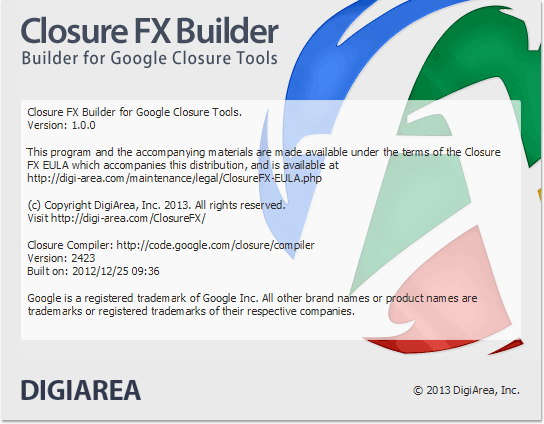 Closure FX Builder
Builder for Google Closure Tools
Closure FX Builder for Google Closure Tools.
Version: 1.0.0
This program and the accompanying materials are made available under the terms of the Closure
FX EULA which accompanies this distribution, and is available at
http://digi-area.com/maintenance/legal/ClosureFX-EULA.php
(c) Copyright DigiArea, Inc. 2013. All rights reserved.
Visit http://digi-area.com/ClosureFX/
Closure Compiler: http://code.google.com/closure/compiler
Version: 2423
Built on: 2012/12/25 09:36
Google is a registered trademark of Google Inc. All other brand names or product names are
trademarks or registered trademarks of their respective companies.
DIGIAREA
© 2013 DigiArea, Inc.